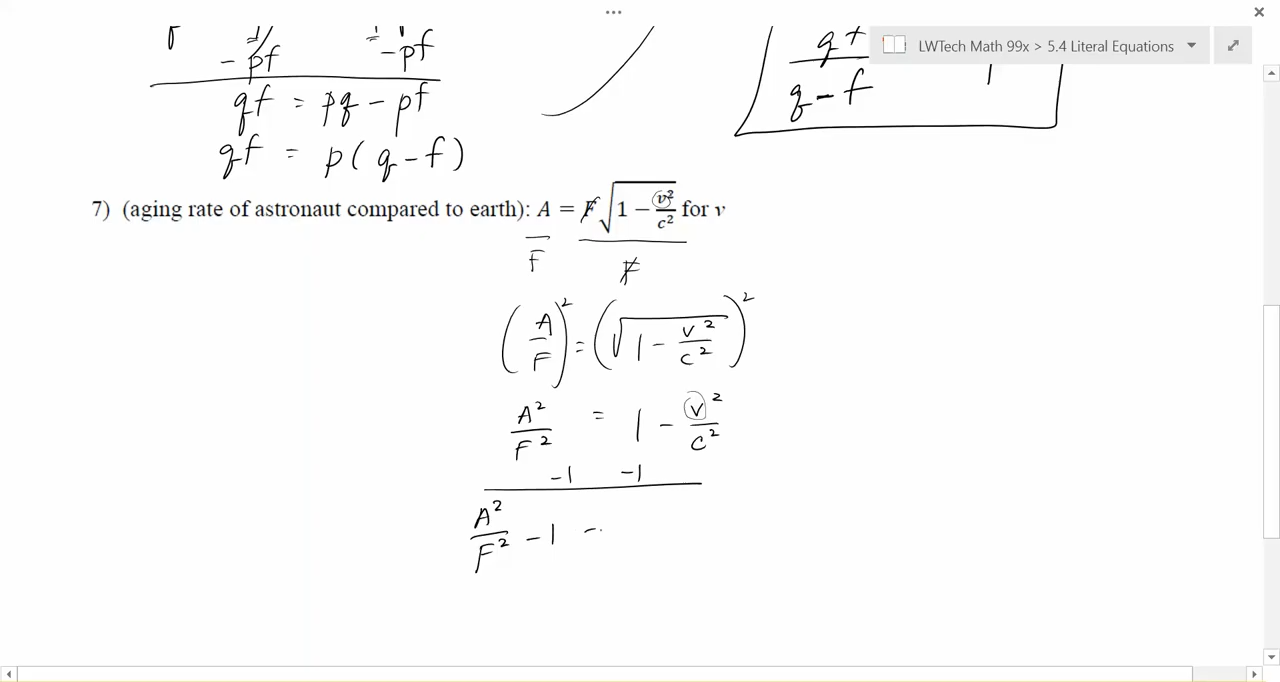 LWTech Math 99x > 5.4 Literal Equations
- pf - pf
qf = pq - pf
qf = p(q - f)
q - f
7) (aging rate of astronaut compared to earth): A = F√(1 − v²/c²) for v
F F
(A/F)² = (√(1 - v²/c²))²
A²/F² = 1 - v²/c²
-1 -1
A²/F² - 1 =